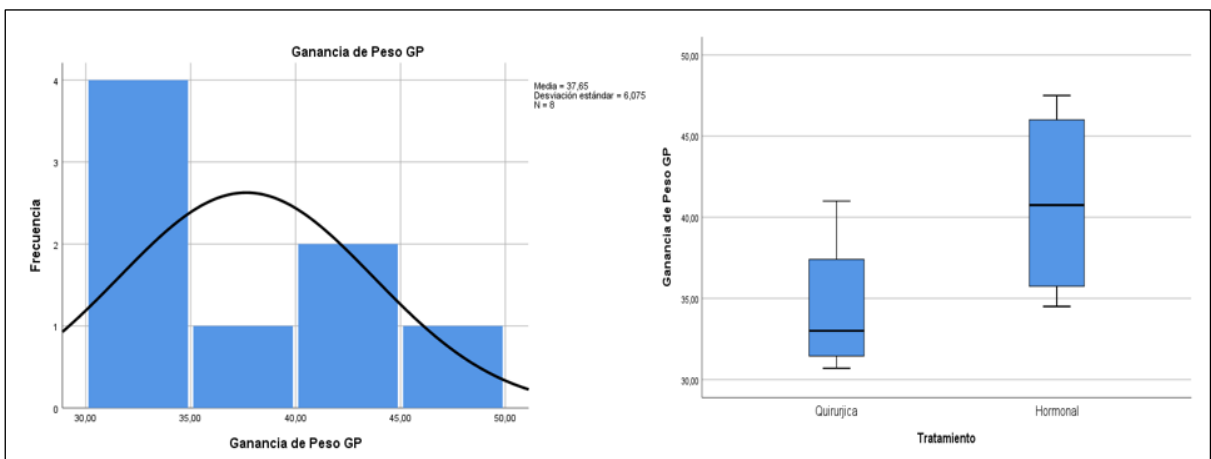 Ganancia de Peso GP
Media = 37,65
Desviación estándar = 6,075
N = 8
Frecuencia
4
3
2
1
0
30,00 35,00 40,00 45,00 50,00
Ganancia de Peso GP
Ganancia de Peso GP
50,00
45,00
40,00
35,00
30,00
Quirurjica Hormonal
Tratamiento